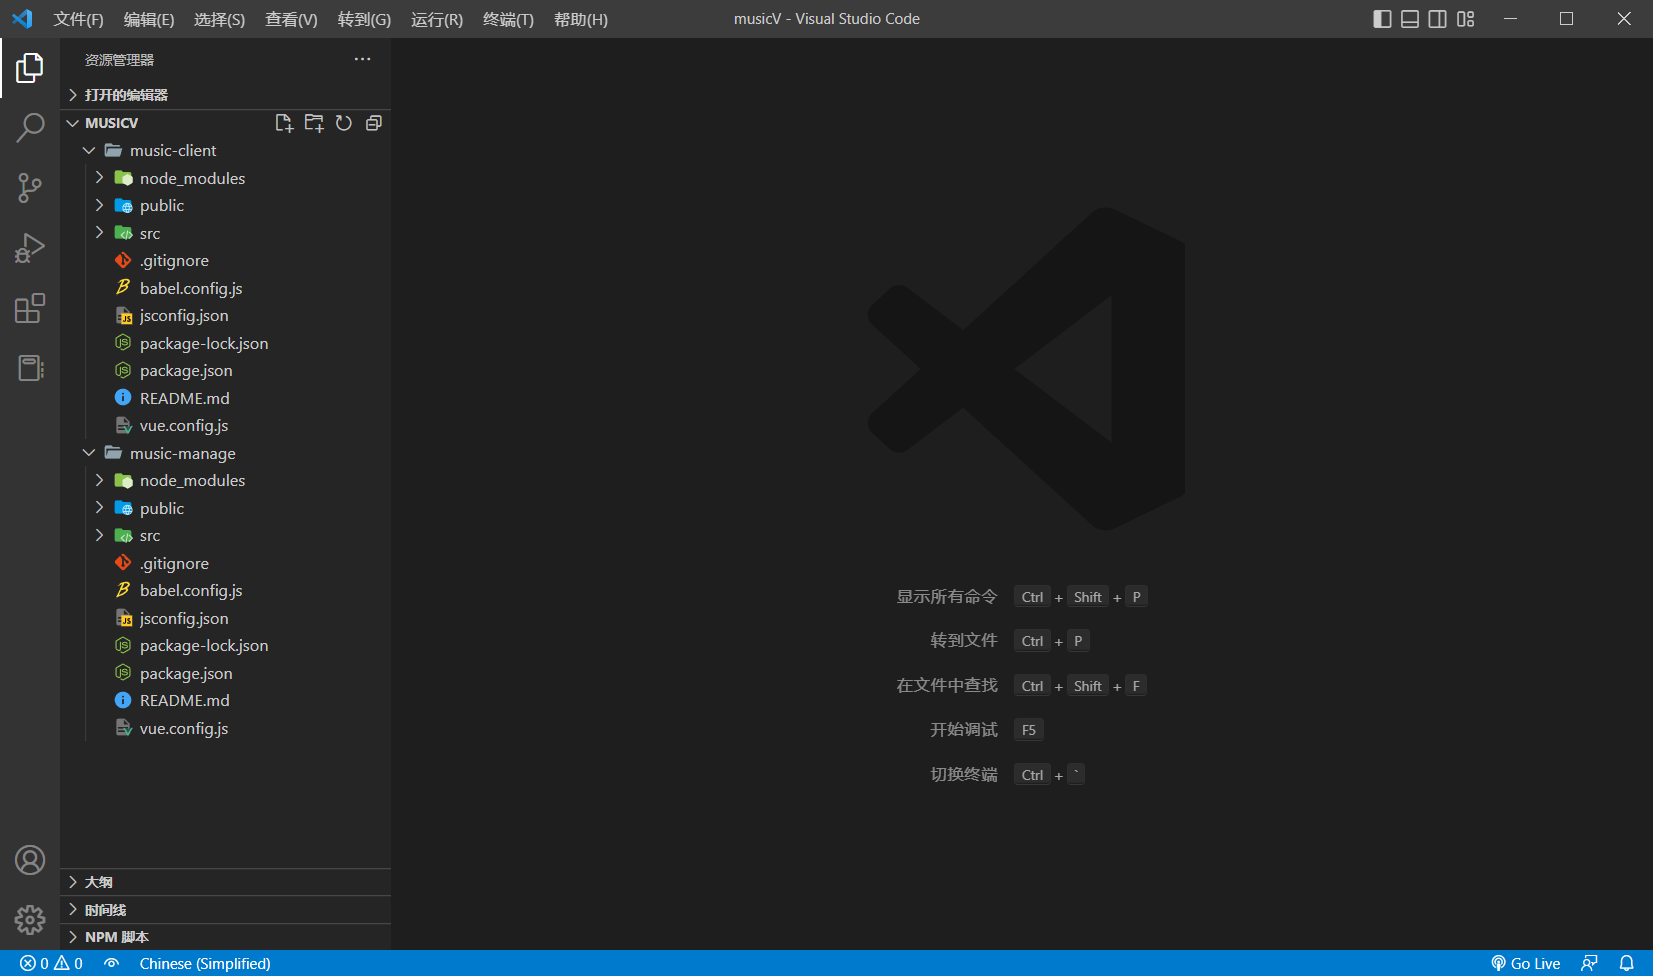 文件(F) 编辑(E) 选择(S) 查看(V) 转到(G) 运行(R) 终端(T) 帮助(H) musicV - Visual Studio Code
资源管理器
打开的编辑器
MUSICV
music-client
node_modules
public
src
.gitignore
babel.config.js
jsconfig.json
package-lock.json
package.json
README.md
vue.config.js
music-manage
node_modules
public
src
.gitignore
babel.config.js
jsconfig.json
package-lock.json
package.json
README.md
vue.config.js
大纲
时间线
NPM 脚本
显示所有命令 Ctrl + Shift + P
转到文件 Ctrl + P
在文件中查找 Ctrl + Shift + F
开始调试 F5
切换终端 Ctrl + `
0 0 Chinese (Simplified) Go Live